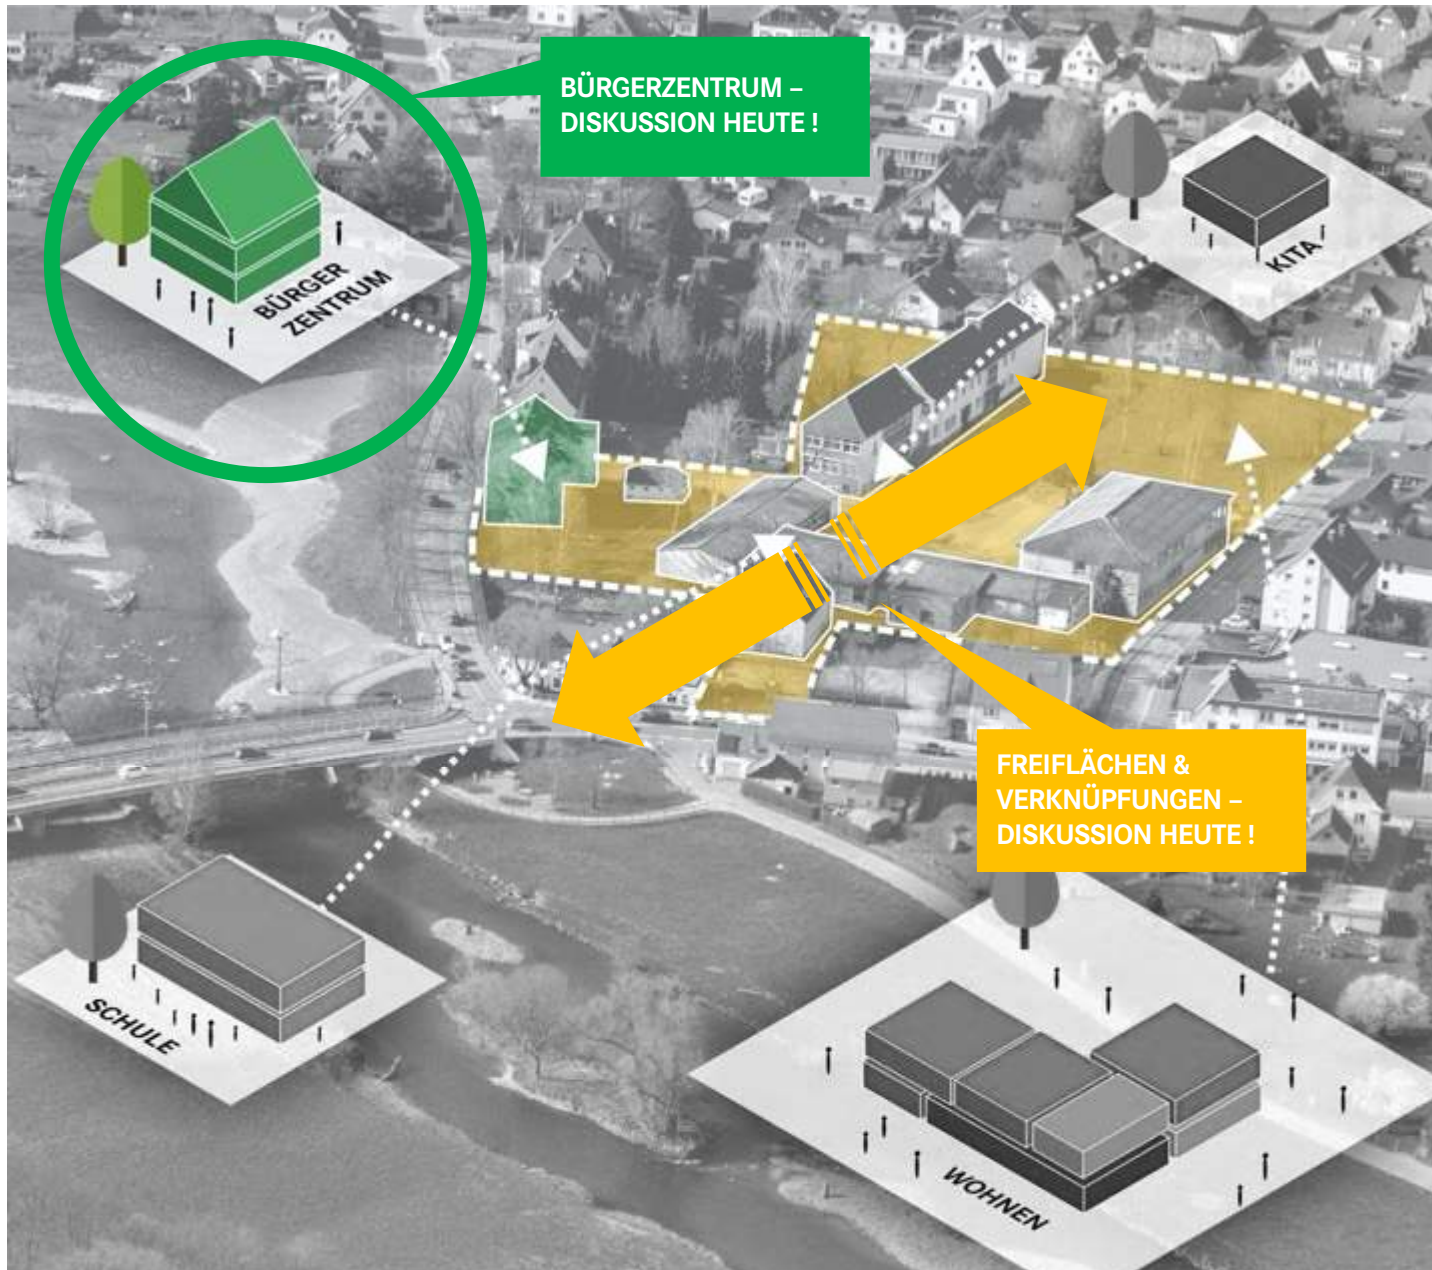 BÜRGERZENTRUM –
DISKUSSION HEUTE !
BÜRGER
ZENTRUM
KITA
FREIFLÄCHEN &
VERKNÜPFUNGEN –
DISKUSSION HEUTE !
SCHULE
WOHNEN